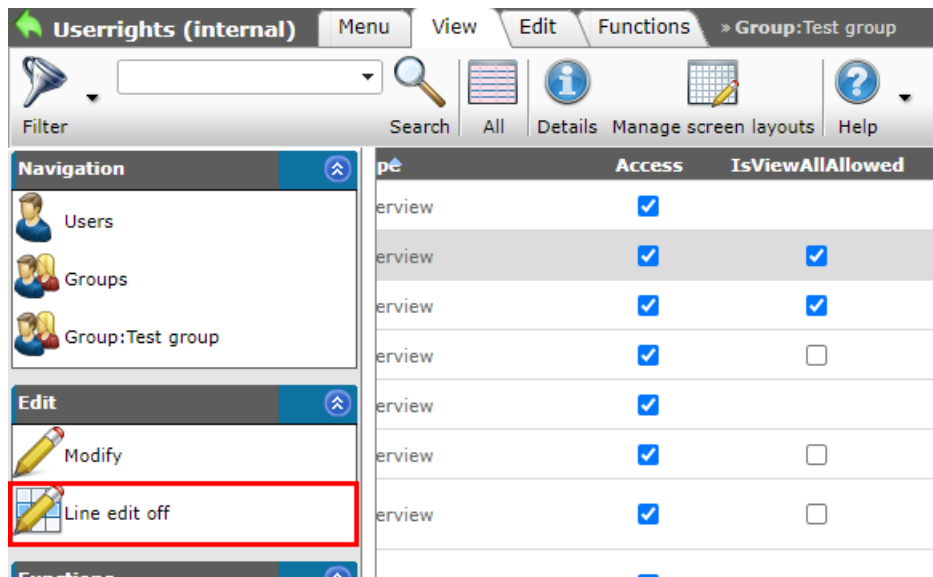 Userrights (internal) Menu View Edit Functions » Group:Test group
Filter Search All Details Manage screen layouts Help
Navigation
Users
Groups
Group:Test group
Edit
Modify
Line edit off
Functions
pe Access IsViewAllAllowed
erview
erview
erview
erview
erview
erview
erview